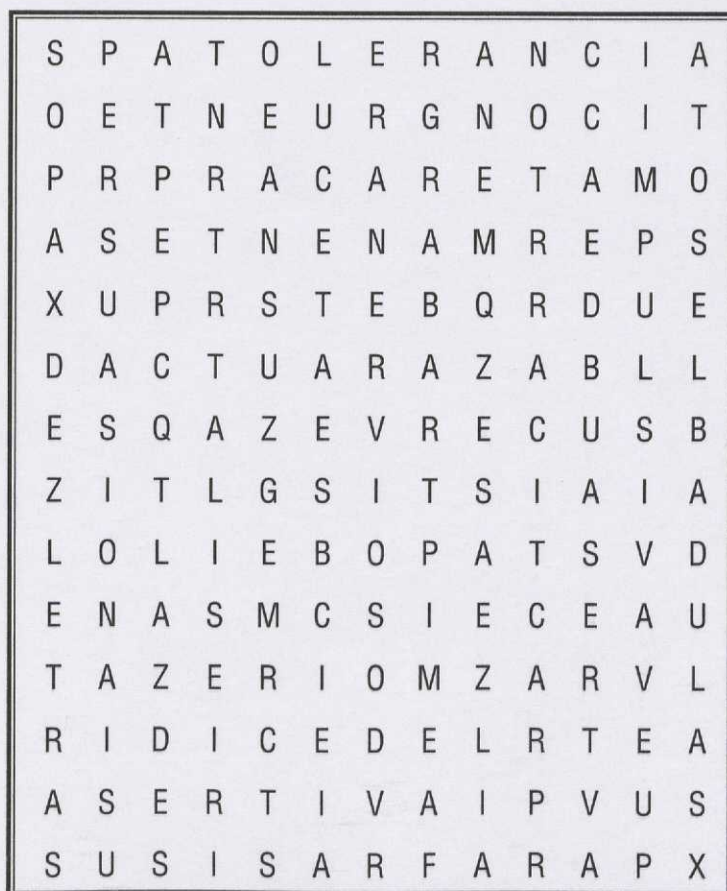 S P A T O L E R A N C I A
O E T N E U R G N O C I T
P R P R A C A R E T A M O
A S E T N E N A M R E P S
X U P R S T E B Q R D U E
D A C T U A R A Z A B L L
E S Q A Z E V R E C U S B
Z I T L G S I T S I A I A
L O L I E B O P A T S V D
E N A S M C S I E C E A U
T A Z E R I O M Z A R V L
R I D I C E D E L R T E A
A S E R T I V A I P V U S
S U S I S A R F A R A P X